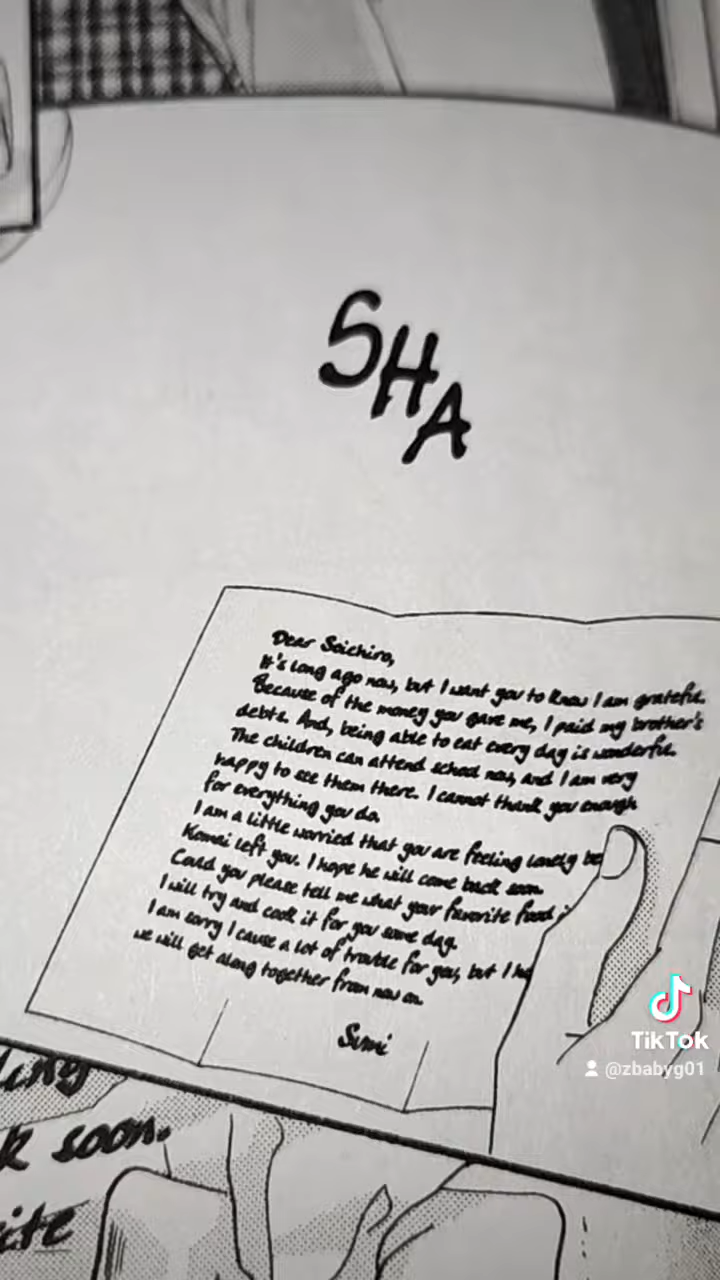 SHA
Dear Soichiro,
It's long ago now, but I want you to know I am grateful.
Because of the money you gave me, I paid my brother's
debts. And, being able to eat every day is wonderful.
The children can attend school now, and I am very
happy to see them there. I cannot thank you enough
for everything you do.
I am a little worried that you are feeling lonely be
Komai left you. I hope he will come back soon.
Could you please tell me what your favorite food
I will try and cook it for you some day.
I am sorry I cause a lot of trouble for you, but I
we will get along together from now on.
Sumi
TikTok
@zbabyg01
soon.